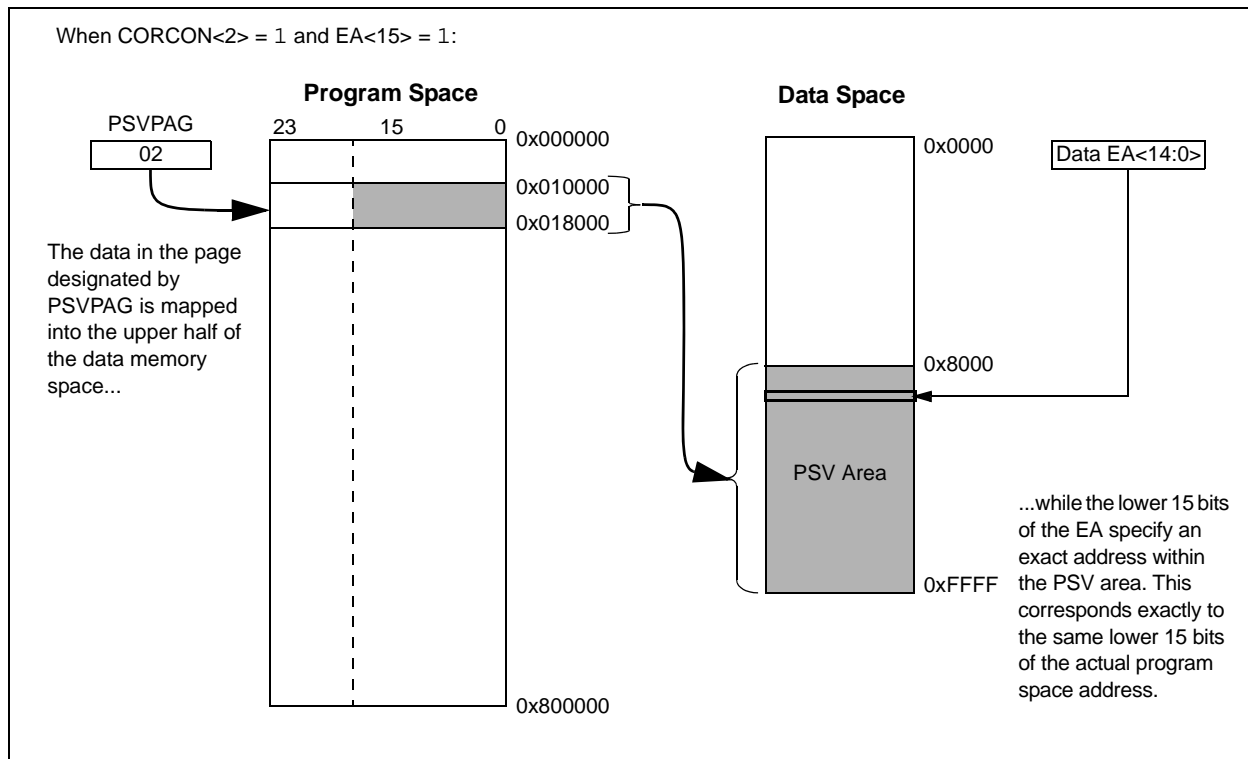 When CORCON<2> = 1 and EA<15> = 1:
Program Space
Data Space
PSVPAG
02
23 15 0
0x000000
0x010000
0x018000
0x800000
The data in the page
designated by
PSVPAG is mapped
into the upper half of
the data memory
space...
0x0000
Data EA<14:0>
0x8000
PSV Area
0xFFFF
...while the lower 15 bits
of the EA specify an
exact address within
the PSV area. This
corresponds exactly to
the same lower 15 bits
of the actual program
space address.